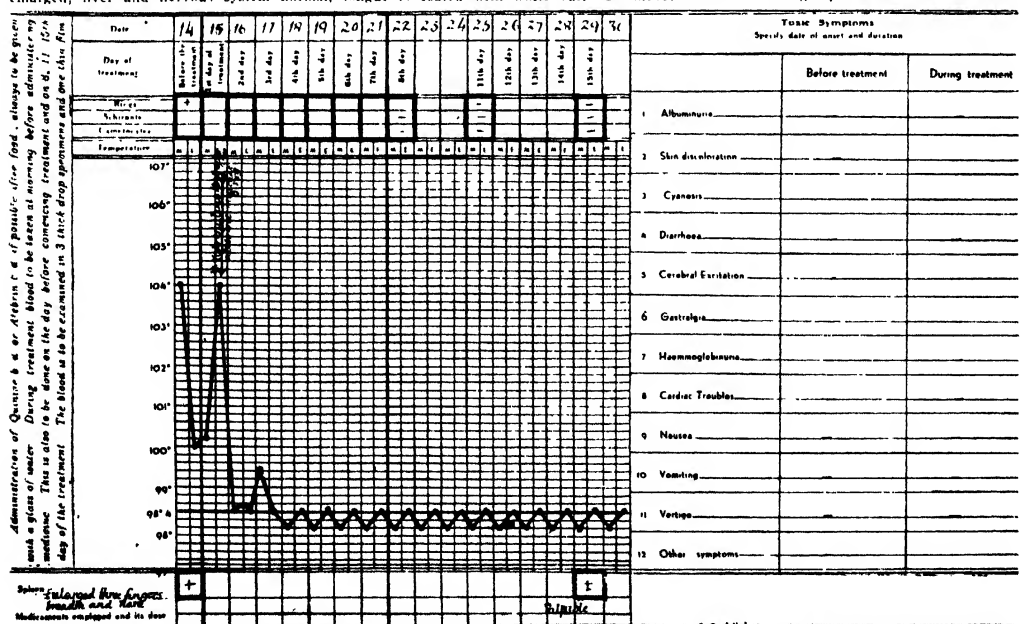 Administration of Quinine b d or Atebrin t d if possible after food, always to be given
with a glass of water During treatment blood to be taken at morning before administering
medicine This is also to be done on the day before commencing treatment and on 8, 11 15th
day of the treatment The blood is to be examined in 3 thick drop specimens and one thin film
Date 14 15 16 17 18 19 20 21 22 23 24 25 26 27 28 29 30
Day of treatment
Before the treatment 1st day of treatment 2nd day 3rd day 4th day 5th day 6th day 7th day 8th day 11th day 12th day 13th day 14th day 15th day
Rings + - -
Schizonts - - -
Gametocytes - - -
Temperature M E M E M E M E M E M E M E M E M E M E M E M E M E M E M E M E M E
107°
106°
105°
104°
103°
102°
101°
100°
99°
98°4
98°
97
Spleen + ±
Enlarged three fingers
breadth and hard
Palpable
Medicaments employed and its dose
Toxic Symptoms
Specify date of onset and duration
Before treatment During treatment
1 Albuminuria — —
2 Skin discoloration — —
3 Cyanosis — —
4 Diarrhoea — —
5 Cerebral Excitation — —
6 Gastralgia — —
7 Haemmoglobinuria — —
8 Cardiac Troubles — —
9 Nausea — —
10 Vomiting — —
11 Vertigo — —
12 Other symptoms — —